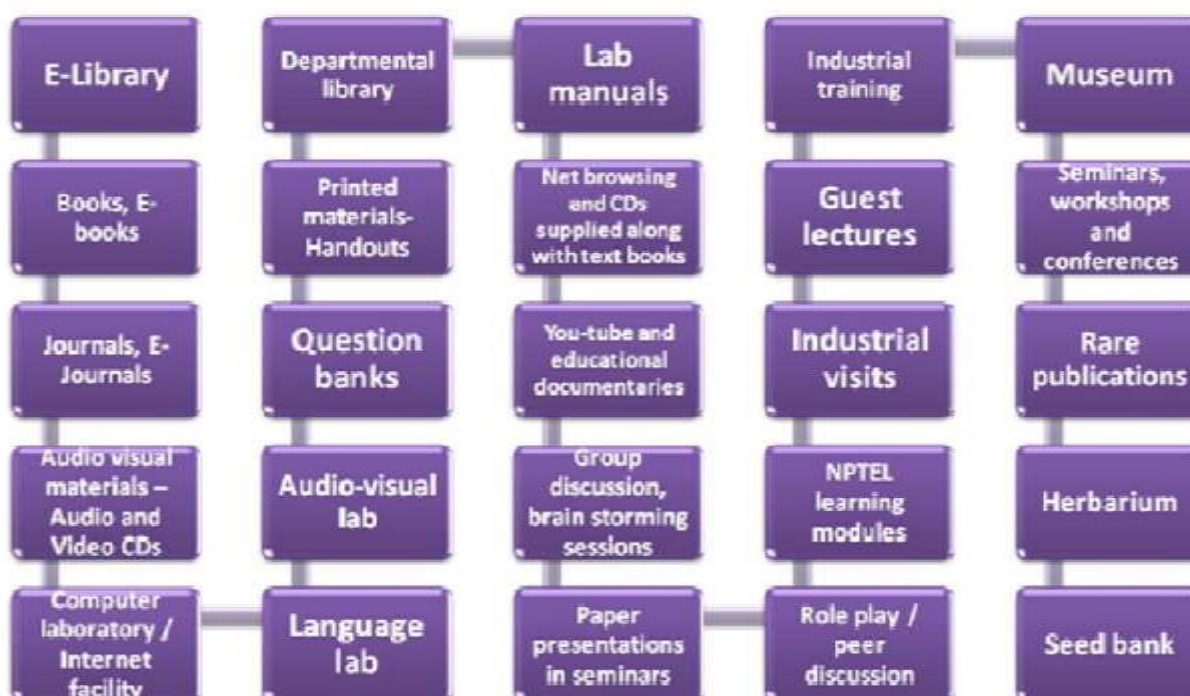 E-Library
Books, E-
books
Journals, E-
Journals
Audio visual
materials –
Audio and
Video CDs
Computer
laboratory /
Internet
facility
Departmental
library
Printed
materials-
Handouts
Question
banks
Audio-visual
lab
Language
lab
Lab
manuals
Net browsing
and CDs
supplied along
with text books
You-tube and
educational
documentaries
Group
discussion,
brain storming
sessions
Paper
presentations
in seminars
Industrial
training
Guest
lectures
Industrial
visits
NPTEL
learning
modules
Role play /
peer
discussion
Museum
Seminars,
workshops
and
conferences
Rare
publications
Herbarium
Seed bank